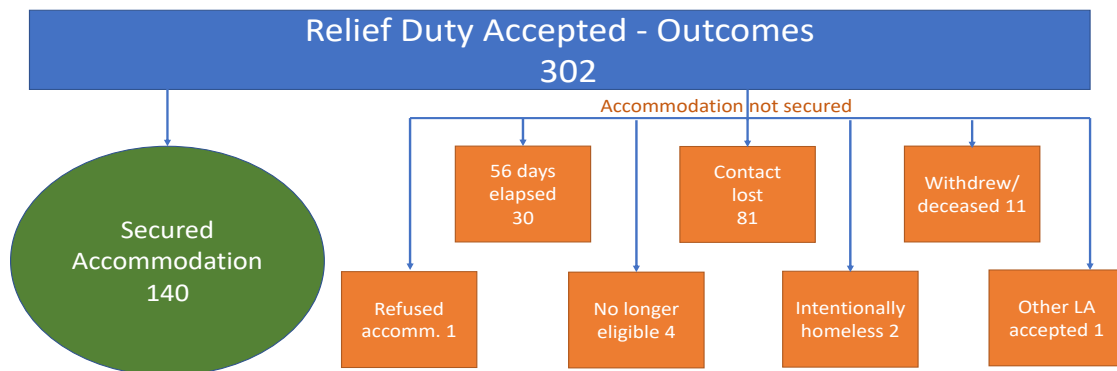 Relief Duty Accepted - Outcomes
302
Accommodation not secured
56 days
elapsed
30
Contact
lost
81
Withdrew/
deceased 11
Secured
Accommodation
140
Refused
accomm. 1
No longer
eligible 4
Intentionally
homeless 2
Other LA
accepted 1